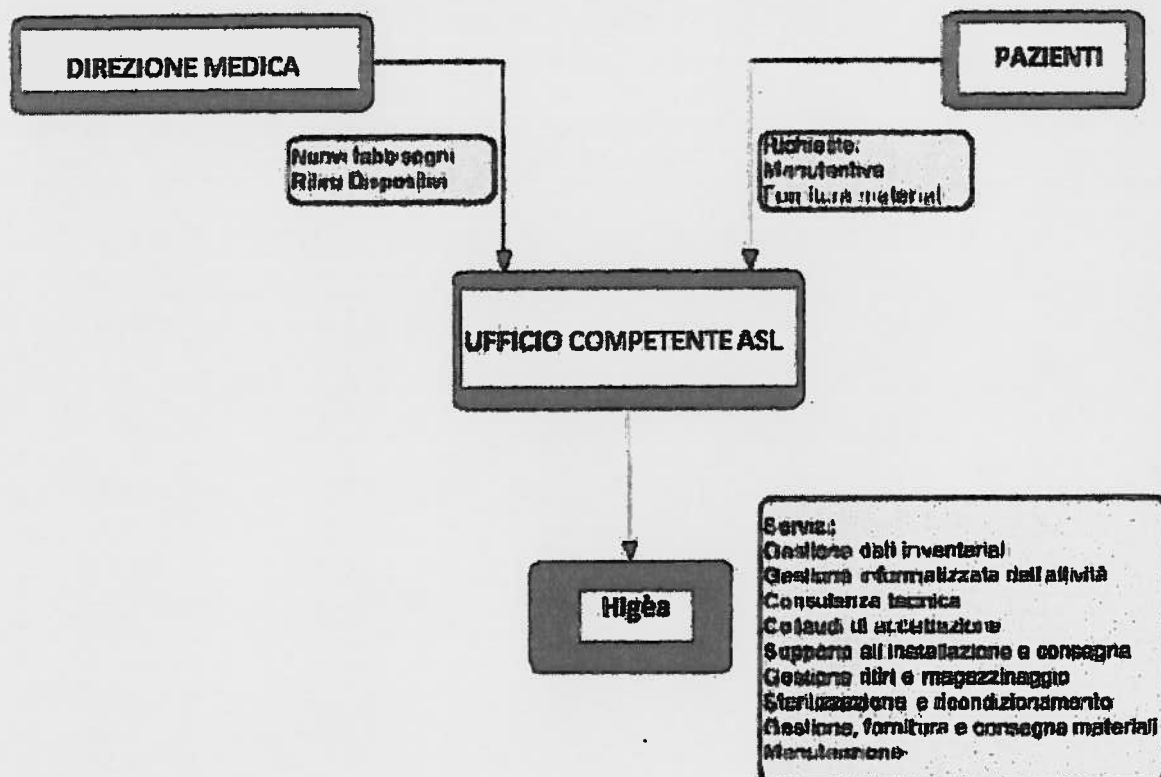 DIREZIONE MEDICA
PAZIENTI
Nuovi fabbisogni
Ritiro Dispositivi
Richieste:
Manutentiva
Fornitura material
UFFICIO COMPETENTE ASL
Higèa
Servizi:
Gestione dati inventarial
Gestione informatizzata dell'attività
Consulenza tecnica
Collaudi di accettazione
Supporto all'installazione e consegna
Gestione ritiri e magazzinaggio
Sterilizzazione e ricondizionamento
Gestione, fornitura e consegna materiali
Manutenzione